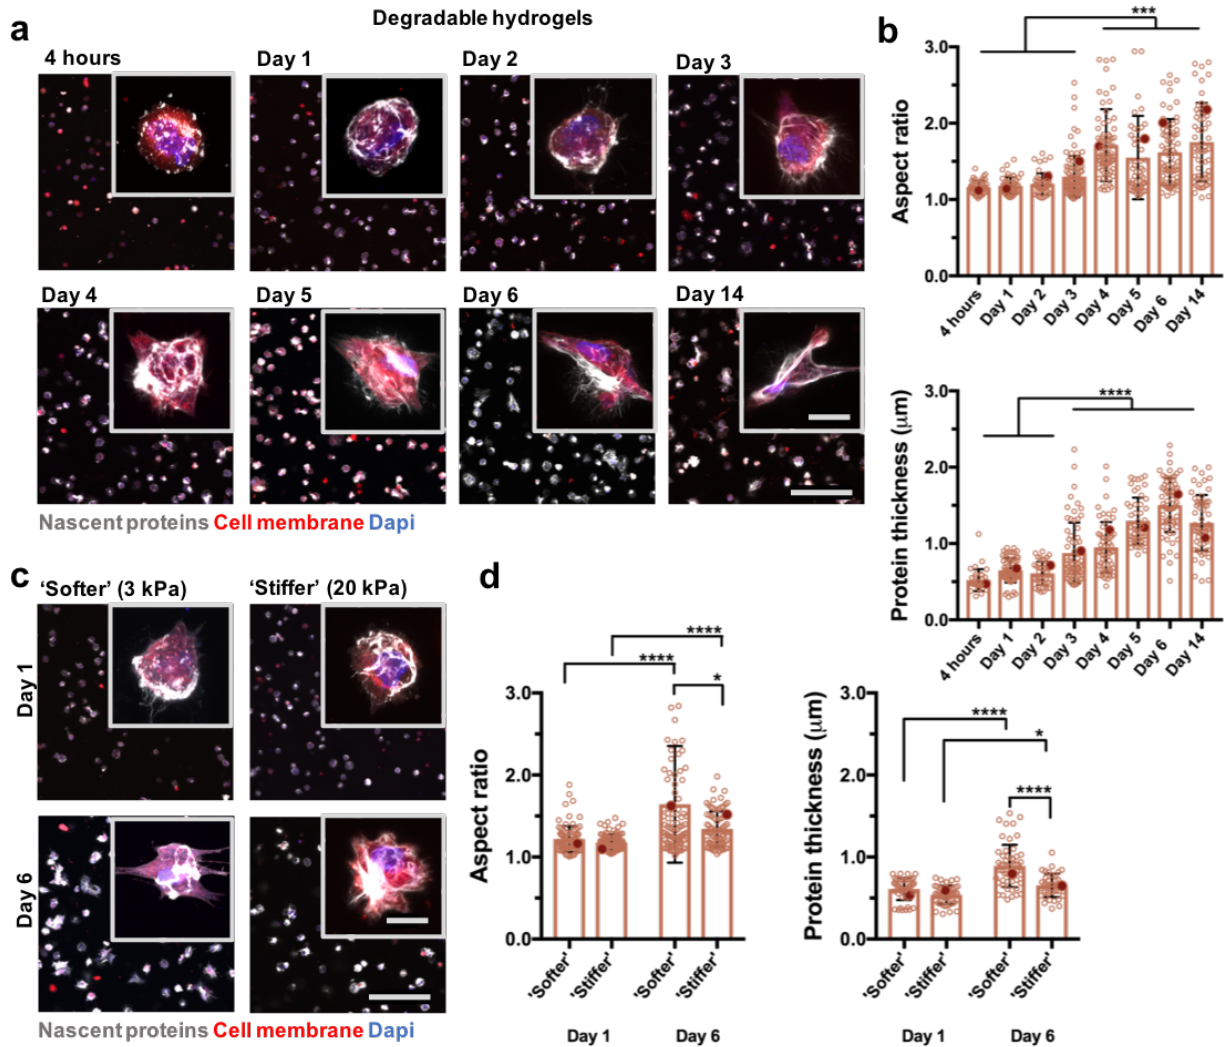 a
Degradable hydrogels
4 hours
Day 1
Day 2
Day 3
Day 4
Day 5
Day 6
Day 14
Nascent proteins Cell membrane Dapi
b
***
Aspect ratio
3.0
2.0
1.0
0.0
4 hours
Day 1
Day 2
Day 3
Day 4
Day 5
Day 6
Day 14
****
Protein thickness (μm)
3.0
2.0
1.0
0.0
4 hours
Day 1
Day 2
Day 3
Day 4
Day 5
Day 6
Day 14
c
‘Softer’ (3 kPa)
‘Stiffer’ (20 kPa)
Day 1
Day 6
Nascent proteins Cell membrane Dapi
d
****
****
*
Aspect ratio
3.0
2.0
1.0
0.0
'Softer'
'Stiffer'
'Softer'
'Stiffer'
Day 1
Day 6
****
*
****
Protein thickness (μm)
3.0
2.0
1.0
0.0
'Softer'
'Stiffer'
'Softer'
'Stiffer'
Day 1
Day 6